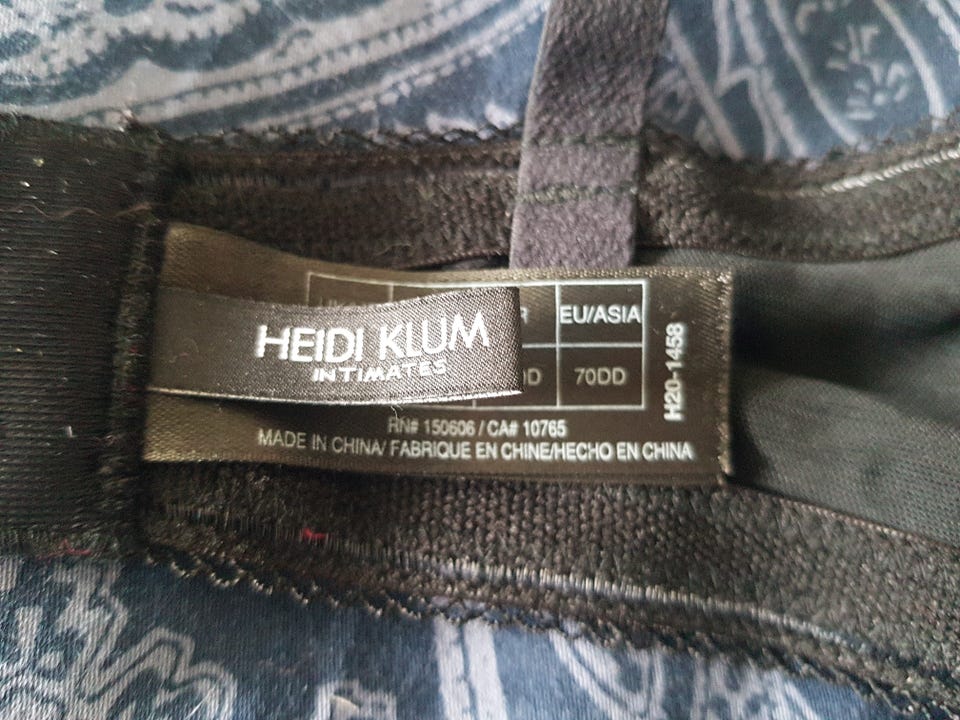 HEIDI KLUM
INTIMATES
EU/ASIA
70DD
RN# 150606 / CA# 10765
MADE IN CHINA/ FABRIQUE EN CHINE/HECHO EN CHINA
H20-1458